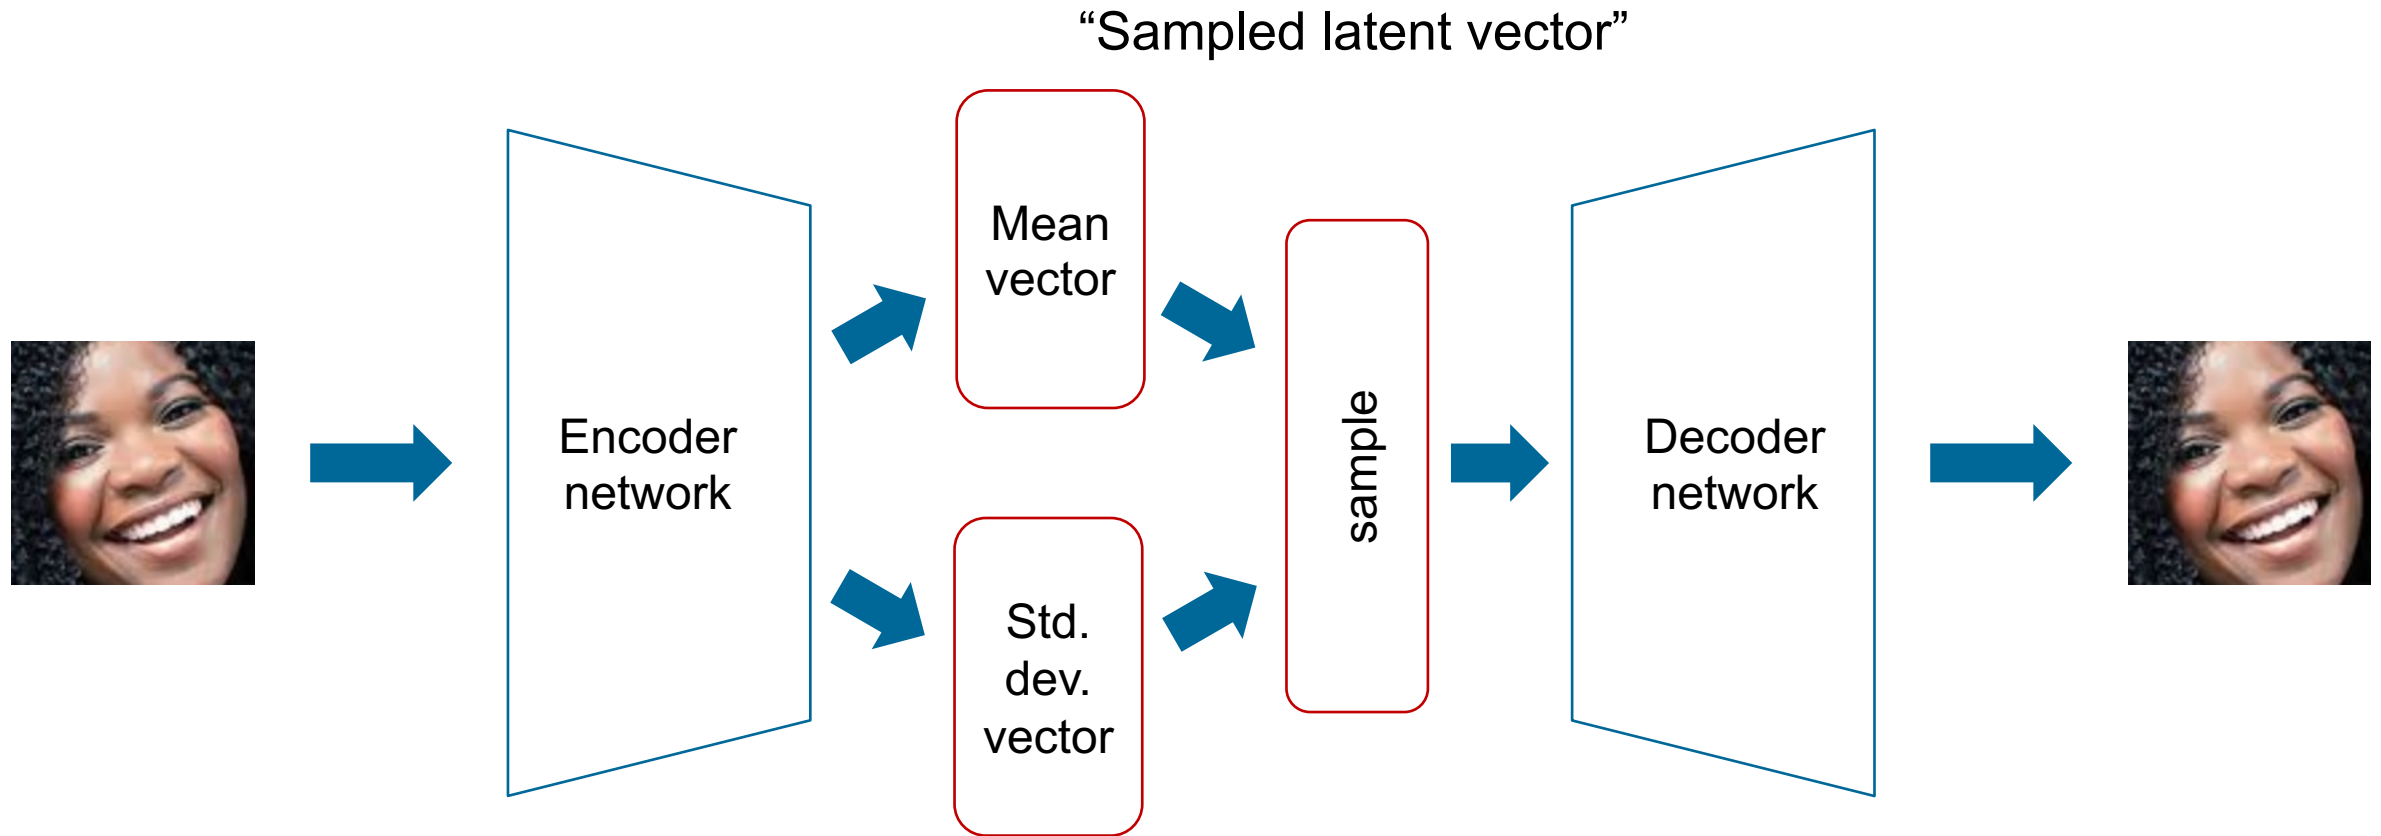 “Sampled latent vector”
Mean
vector
Encoder
network
sample
Decoder
network
Std.
dev.
vector